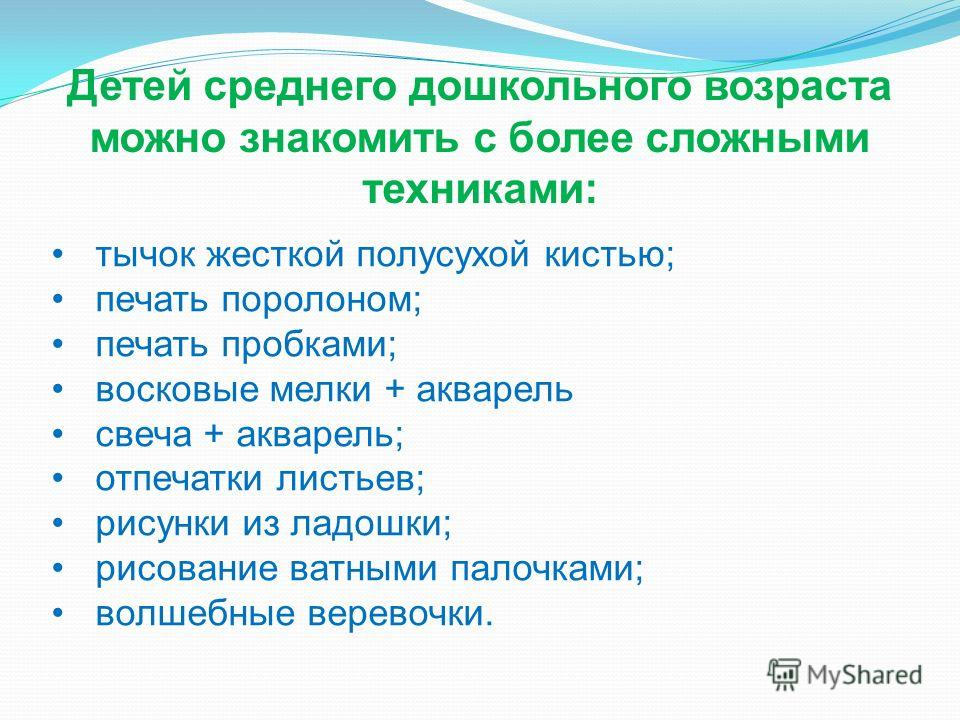 Детей среднего дошкольного возраста
можно знакомить с более сложными
техниками:
• тычок жесткой полусухой кистью;
• печать поролоном;
• печать пробками;
• восковые мелки + акварель
• свеча + акварель;
• отпечатки листьев;
• рисунки из ладошки;
• рисование ватными палочками;
• волшебные веревочки.
MyShared